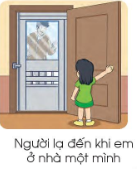 Người lạ đến khi em
ở nhà một mình